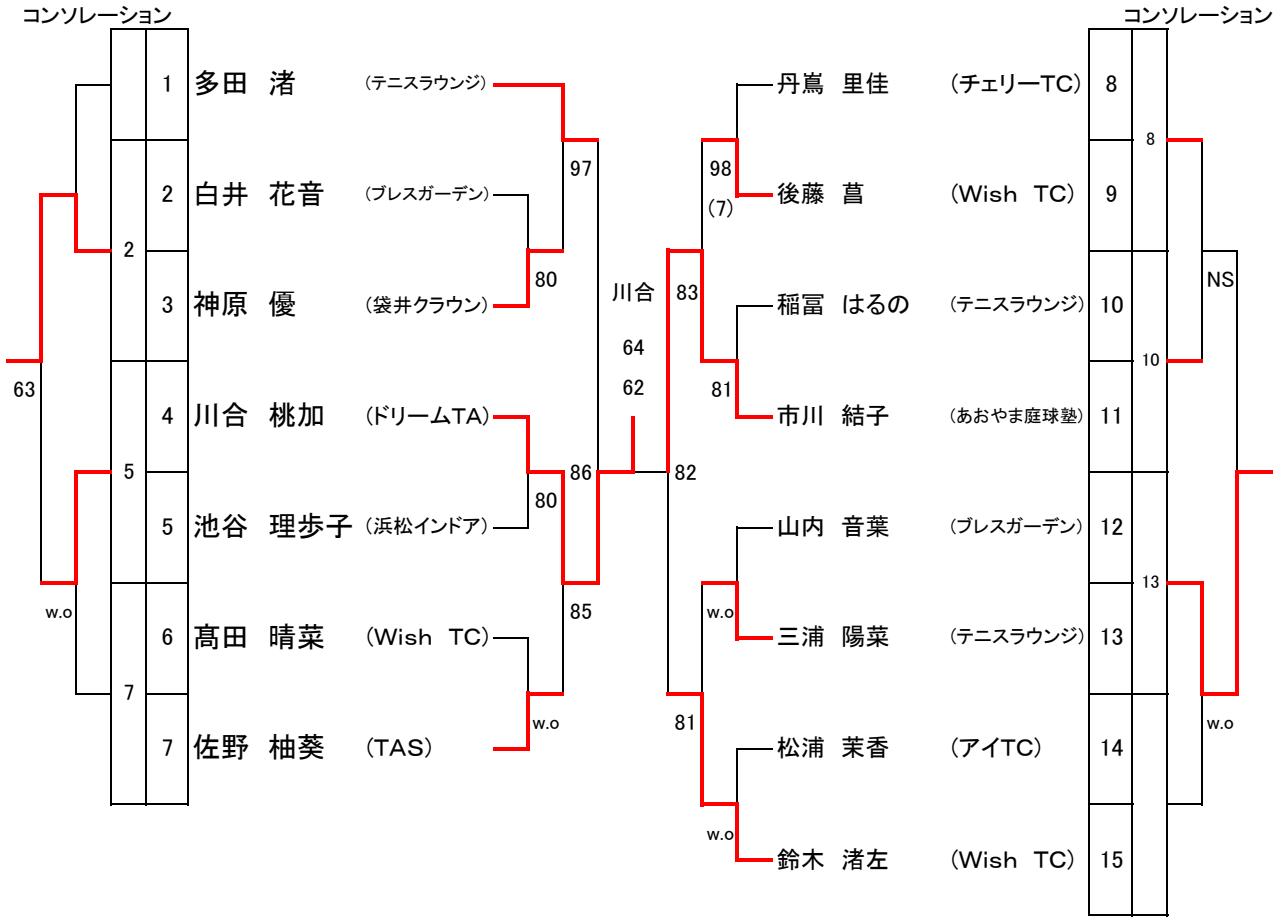 コンソレーション
コンソレーション
1 多田 渚 (テニスラウンジ)
丹嶌 里佳 (チェリーTC) 8
8
97
98
2 白井 花音 (ブレスガーデン)
(7)
後藤 菖 (Wish TC) 9
2
80
NS
川合
83
3 神原 優 (袋井クラウン)
稲冨 はるの (テニスラウンジ) 10
64
10
63
62
81
4 川合 桃加 (ドリームTA)
市川 結子 (あおやま庭球塾) 11
5
86
82
80
5 池谷 理歩子 (浜松インドア)
山内 音葉 (ブレスガーデン) 12
13
w.o
85
w.o
6 髙田 晴菜 (Wish TC)
三浦 陽菜 (テニスラウンジ) 13
7
w.o
81
w.o
7 佐野 柚葵 (TAS)
松浦 茉香 (アイTC) 14
w.o
鈴木 渚左 (Wish TC) 15